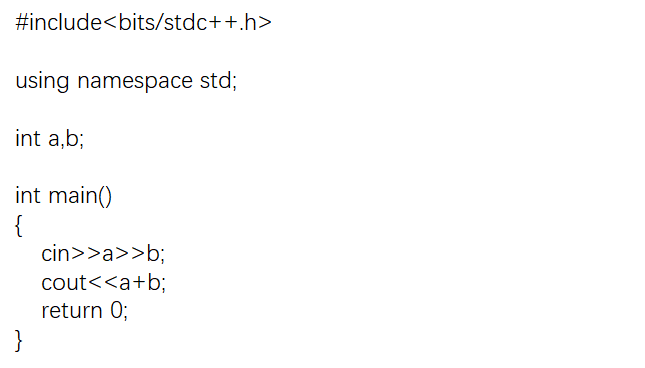 #include<bits/stdc++.h>
using namespace std;
int a,b;
int main()
{
cin>>a>>b;
cout<<a+b;
return 0;
}